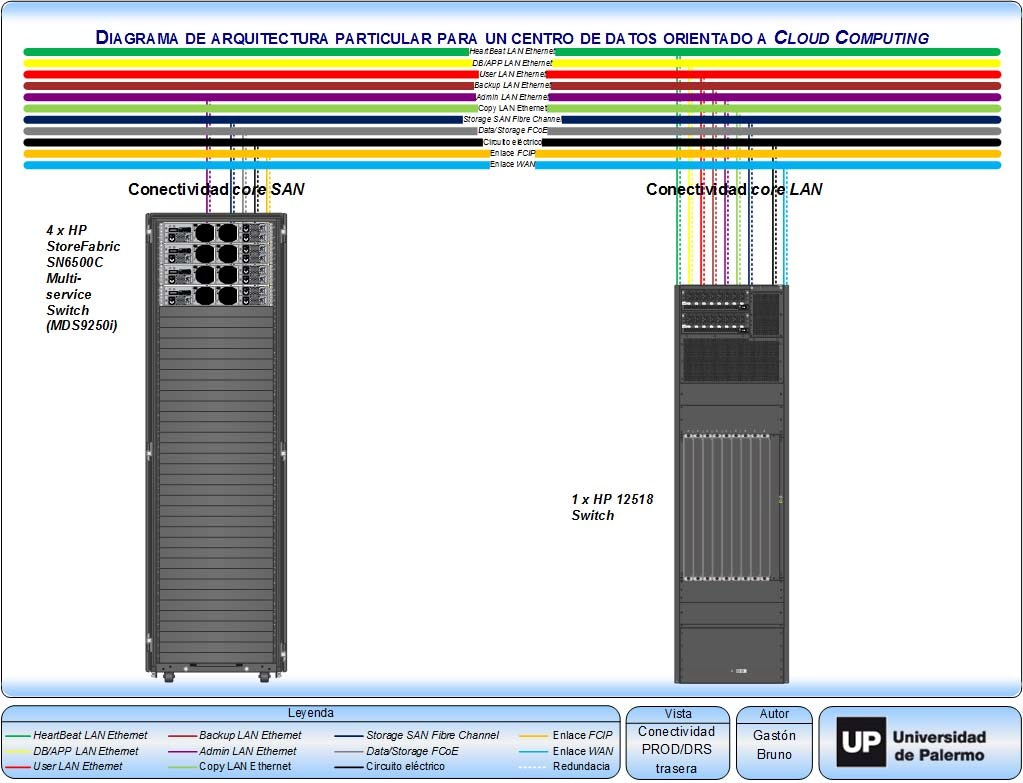 DIAGRAMA DE ARQUITECTURA PARTICULAR PARA UN CENTRO DE DATOS ORIENTADO A CLOUD COMPUTING
HeartBeat LAN Ethernet
DB/APP LAN Ethernet
User LAN Ethernet
Backup LAN Ethernet
Admin LAN Ethernet
Copy LAN Ethernet
Storage SAN Fibre Channel
Data/Storage FCoE
Circuito eléctrico
Enlace FCIP
Enlace WAN
Conectividad core SAN
Conectividad core LAN
4 x HP
StoreFabric
SN6500C
Multi-
service
Switch
(MDS9250i)
1 x HP 12518
Switch
Leyenda
HeartBeat LAN Ethernet
DB/APP LAN Ethernet
User LAN Ethernet
Backup LAN Ethernet
Admin LAN Ethernet
Copy LAN Ethernet
Storage SAN Fibre Channel
Data/Storage FCoE
Circuito eléctrico
Enlace FCIP
Enlace WAN
Redundacia
Vista
Conectividad
PROD/DRS
trasera
Autor
Gastón
Bruno
UP
Universidad
de Palermo